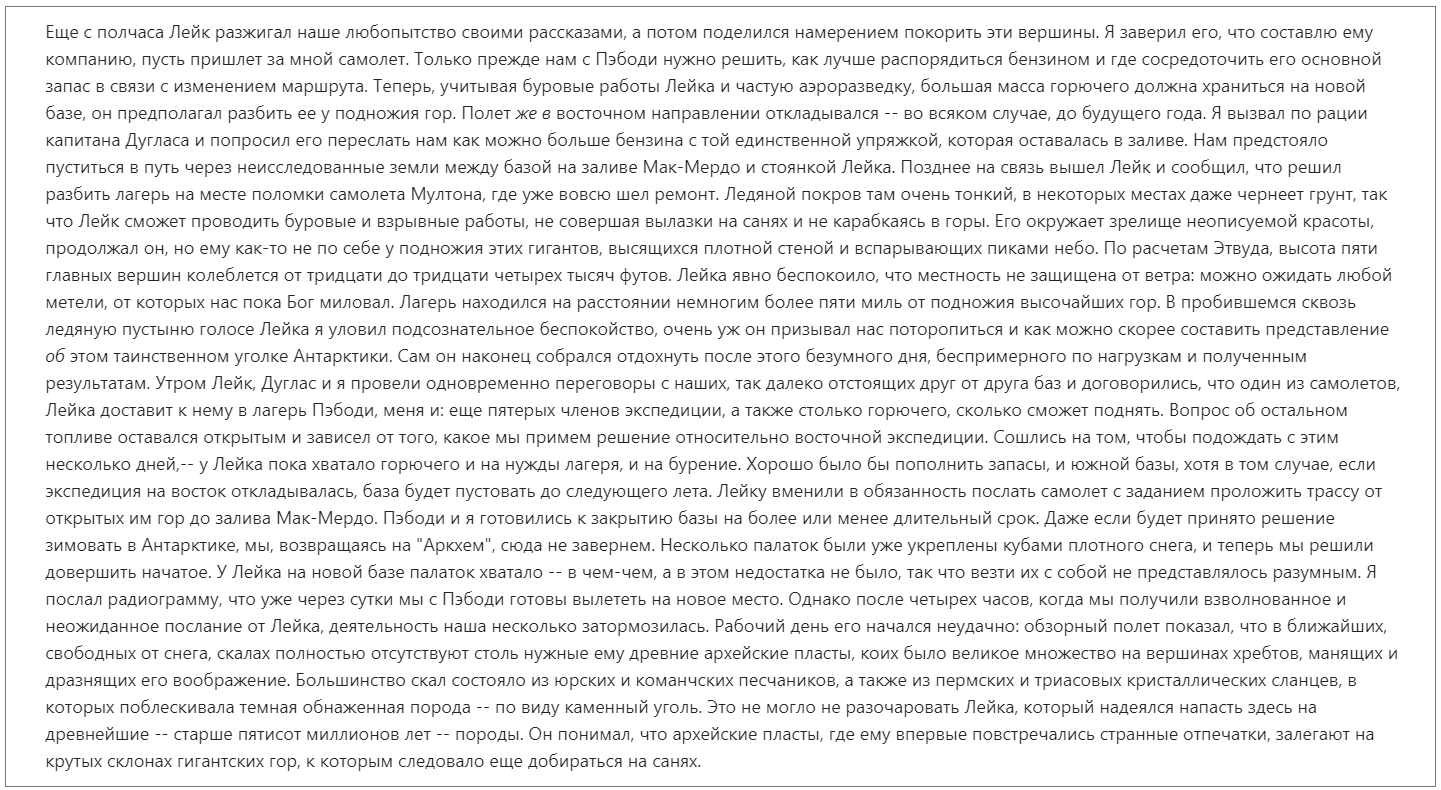 Еще с полчаса Лейк разжигал наше любопытство своими рассказами, а потом поделился намерением покорить эти вершины. Я заверил его, что составлю ему
компанию, пусть пришлет за мной самолет. Только прежде нам с Пэбоди нужно решить, как лучше распорядиться бензином и где сосредоточить его основной
запас в связи с изменением маршрута. Теперь, учитывая буровые работы Лейка и частую аэроразведку, большая масса горючего должна храниться на новой
базе, он предполагал разбить ее у подножия гор. Полет же в восточном направлении откладывался -- во всяком случае, до будущего года. Я вызвал по рации
капитана Дугласа и попросил его переслать нам как можно больше бензина с той единственной упряжкой, которая оставалась в заливе. Нам предстояло
пуститься в путь через неисследованные земли между базой на заливе Мак-Мердо и стоянкой Лейка. Позднее на связь вышел Лейк и сообщил, что решил
разбить лагерь на месте поломки самолета Мултона, где уже вовсю шел ремонт. Ледяной покров там очень тонкий, в некоторых местах даже чернеет грунт, так
что Лейк сможет проводить буровые и взрывные работы, не совершая вылазки на санях и не карабкаясь в горы. Его окружает зрелище неописуемой красоты,
продолжал он, но ему как-то не по себе у подножия этих гигантов, высящихся плотной стеной и вспарывающих пиками небо. По расчетам Этвуда, высота пяти
главных вершин колеблется от тридцати до тридцати четырех тысяч футов. Лейка явно беспокоило, что местность не защищена от ветра: можно ожидать любой
метели, от которых нас пока Бог миловал. Лагерь находился на расстоянии немногим более пяти миль от подножия высочайших гор. В пробившемся сквозь
ледяную пустыню голосе Лейка я уловил подсознательное беспокойство, очень уж он призывал нас поторопиться и как можно скорее составить представление
об этом таинственном уголке Антарктики. Сам он наконец собрался отдохнуть после этого безумного дня, беспримерного по нагрузкам и полученным
результатам. Утром Лейк, Дуглас и я провели одновременно переговоры с наших, так далеко отстоящих друг от друга баз и договорились, что один из самолетов,
Лейка доставит к нему в лагерь Пэбоди, меня и: еще пятерых членов экспедиции, а также столько горючего, сколько сможет поднять. Вопрос об остальном
топливе оставался открытым и зависел от того, какое мы примем решение относительно восточной экспедиции. Сошлись на том, чтобы подождать с этим
несколько дней,-- у Лейка пока хватало горючего и на нужды лагеря, и на бурение. Хорошо было бы пополнить запасы, и южной базы, хотя в том случае, если
экспедиция на восток откладывалась, база будет пустовать до следующего лета. Лейку вменили в обязанность послать самолет с заданием проложить трассу от
открытых им гор до залива Мак-Мердо. Пэбоди и я готовились к закрытию базы на более или менее длительный срок. Даже если будет принято решение
зимовать в Антарктике, мы, возвращаясь на "Аркхем", сюда не завернем. Несколько палаток были уже укреплены кубами плотного снега, и теперь мы решили
довершить начатое. У Лейка на новой базе палаток хватало -- в чем-чем, а в этом недостатка не было, так что везти их с собой не представлялось разумным. Я
послал радиограмму, что уже через сутки мы с Пэбоди готовы вылететь на новое место. Однако после четырех часов, когда мы получили взволнованное и
неожиданное послание от Лейка, деятельность наша несколько затормозилась. Рабочий день его начался неудачно: обзорный полет показал, что в ближайших,
свободных от снега, скалах полностью отсутствуют столь нужные ему древние архейские пласты, коих было великое множество на вершинах хребтов, манящих и
дразнящих его воображение. Большинство скал состояло из юрских и команчских песчаников, а также из пермских и триасовых кристаллических сланцев, в
которых поблескивала темная обнаженная порода -- по виду каменный уголь. Это не могло не разочаровать Лейка, который надеялся напасть здесь на
древнейшие -- старше пятисот миллионов лет -- породы. Он понимал, что архейские пласты, где ему впервые повстречались странные отпечатки, залегают на
крутых склонах гигантских гор, к которым следовало еще добираться на санях.